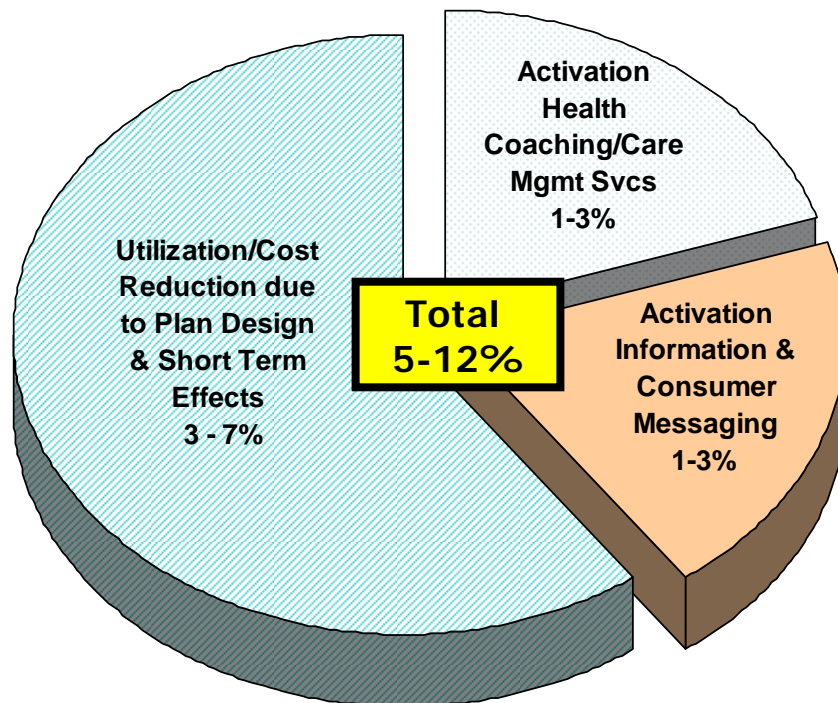 Activation
Health
Coaching/Care
Mgmt Svcs
1-3%
Utilization/Cost
Reduction due
to Plan Design
& Short Term
Effects
3 - 7%
Total
5-12%
Activation
Information &
Consumer
Messaging
1-3%